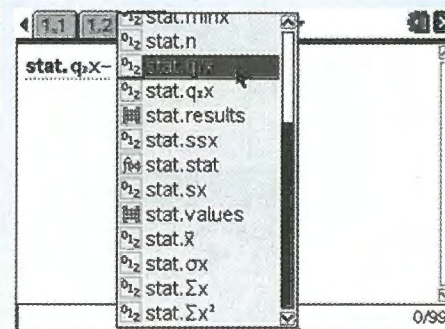 1.1 1.2
stat.q₃x−
stat.minx
stat.n
stat.q₁x
stat.q₃x
stat.results
stat.ssx
stat.stat
stat.sx
stat.values
stat.x̄
stat.σx
stat.Σx
stat.Σx²
0/99